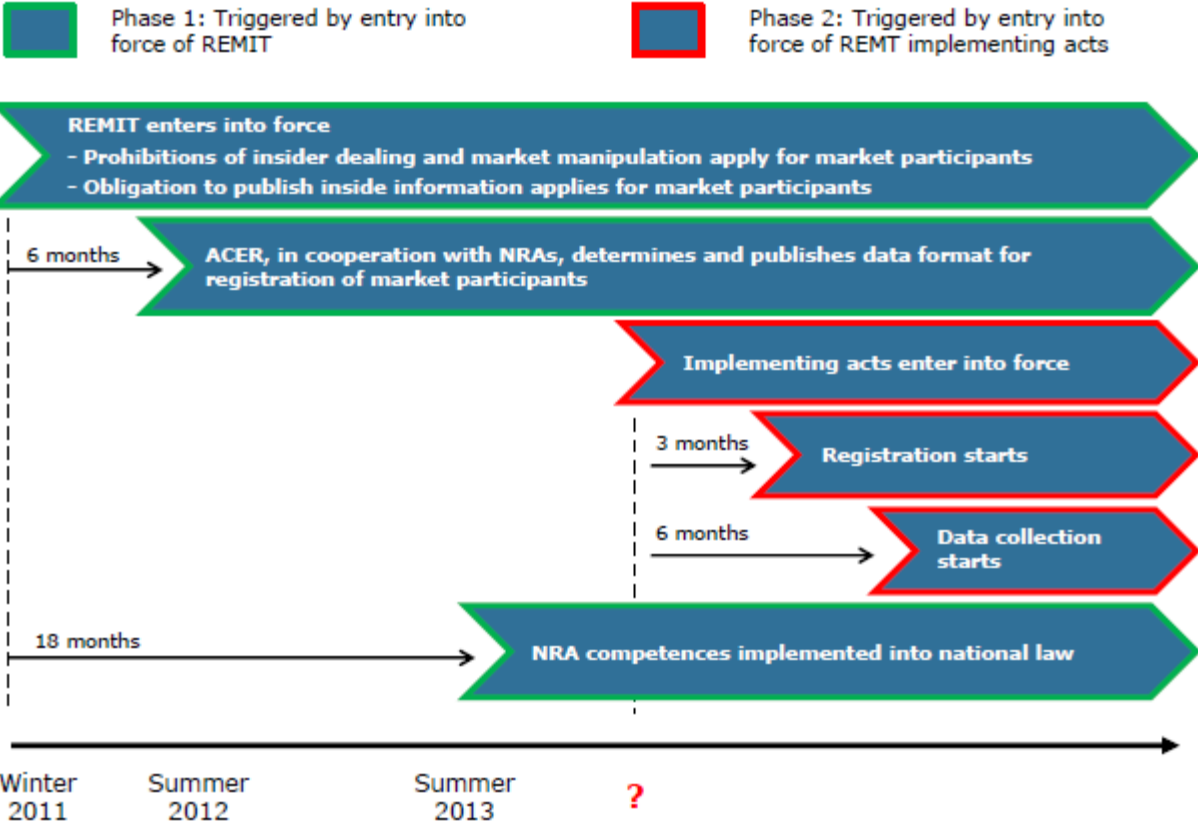 Phase 1: Triggered by entry into
force of REMIT
Phase 2: Triggered by entry into
force of REMT implementing acts
REMIT enters into force
- Prohibitions of insider dealing and market manipulation apply for market participants
- Obligation to publish inside information applies for market participants
6 months
ACER, in cooperation with NRAs, determines and publishes data format for
registration of market participants
Implementing acts enter into force
3 months
Registration starts
6 months
Data collection
starts
18 months
NRA competences implemented into national law
Winter
2011
Summer
2012
Summer
2013
?